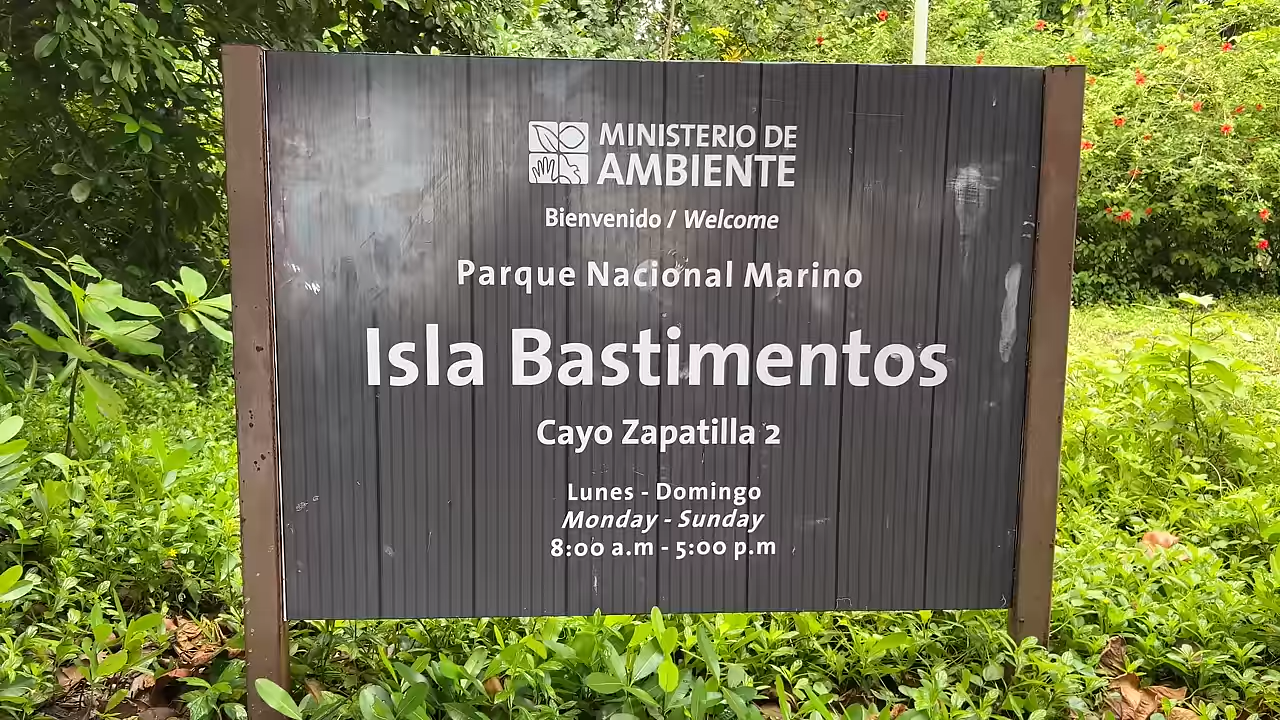 MINISTERIO DE
AMBIENTE
Bienvenido / Welcome
Parque Nacional Marino
Isla Bastimentos
Cayo Zapatilla 2
Lunes - Domingo
Monday - Sunday
8:00 a.m - 5:00 p.m